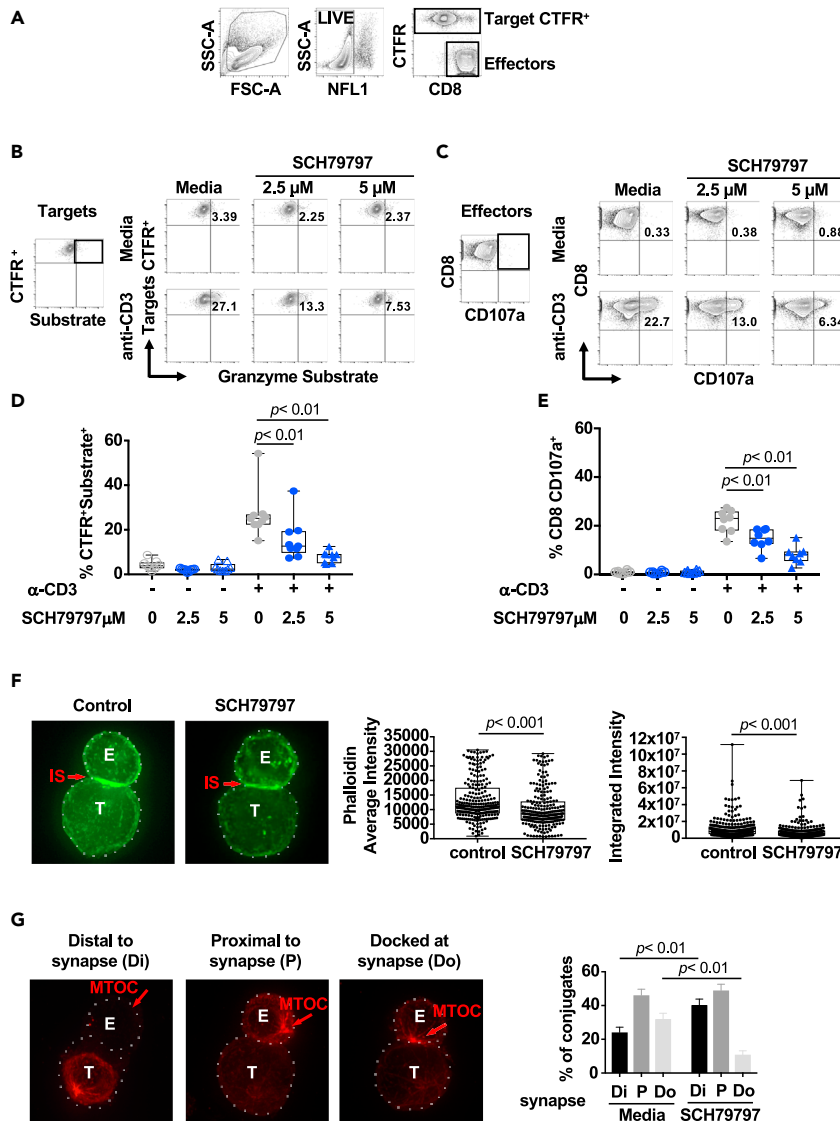 A
SSC-A
FSC-A
SSC-A
LIVE
NFL1
CTFR
CD8
Target CTFR⁺
Effectors
B
SCH79797
Media
2.5 µM
5 µM
Targets
CTFR⁺
Substrate
Targets CTFR⁺
Media
3.39
2.25
2.37
anti-CD3
27.1
13.3
7.53
Granzyme Substrate
C
SCH79797
Media
2.5 µM
5 µM
Effectors
CD8
CD107a
CD8
Media
0.33
0.38
0.88
anti-CD3
22.7
13.0
6.34
CD107a
D
p< 0.01
p< 0.01
% CTFR⁺Substrate⁺
60
40
20
0
α-CD3
- - - + + +
SCH79797µM
0 2.5 5 0 2.5 5
E
p< 0.01
p< 0.01
% CD8 CD107a⁺
60
40
20
0
α-CD3
- - - + + +
SCH79797µM
0 2.5 5 0 2.5 5
F
Control
SCH79797
E
IS
T
E
IS
T
p< 0.001
Phalloidin
Average Intensity
35000
30000
25000
20000
15000
10000
5000
0
control SCH79797
p< 0.001
Integrated Intensity
12x10⁷
10x10⁷
8x10⁷
6x10⁷
4x10⁷
2x10⁷
0
control SCH79797
G
Distal to
synapse (Di)
MTOC
E
T
Proximal to
synapse (P)
E
MTOC
T
Docked at
synapse (Do)
E
MTOC
T
p< 0.01
p< 0.01
% of conjugates
60
40
20
0
synapse
Di P Do Di P Do
Media SCH79797